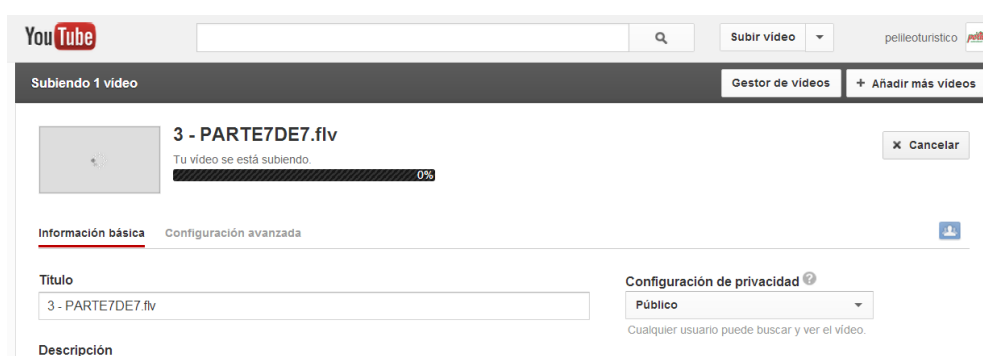 YouTube
Subir vídeo
pelileoturistico
Subiendo 1 vídeo
Gestor de vídeos
+ Añadir más vídeos
3 - PARTE7DE7.flv
Tu vídeo se está subiendo.
0%
× Cancelar
Información básica
Configuración avanzada
Título
3 - PARTE7DE7.flv
Configuración de privacidad ?
Público
Cualquier usuario puede buscar y ver el vídeo.
Descripción